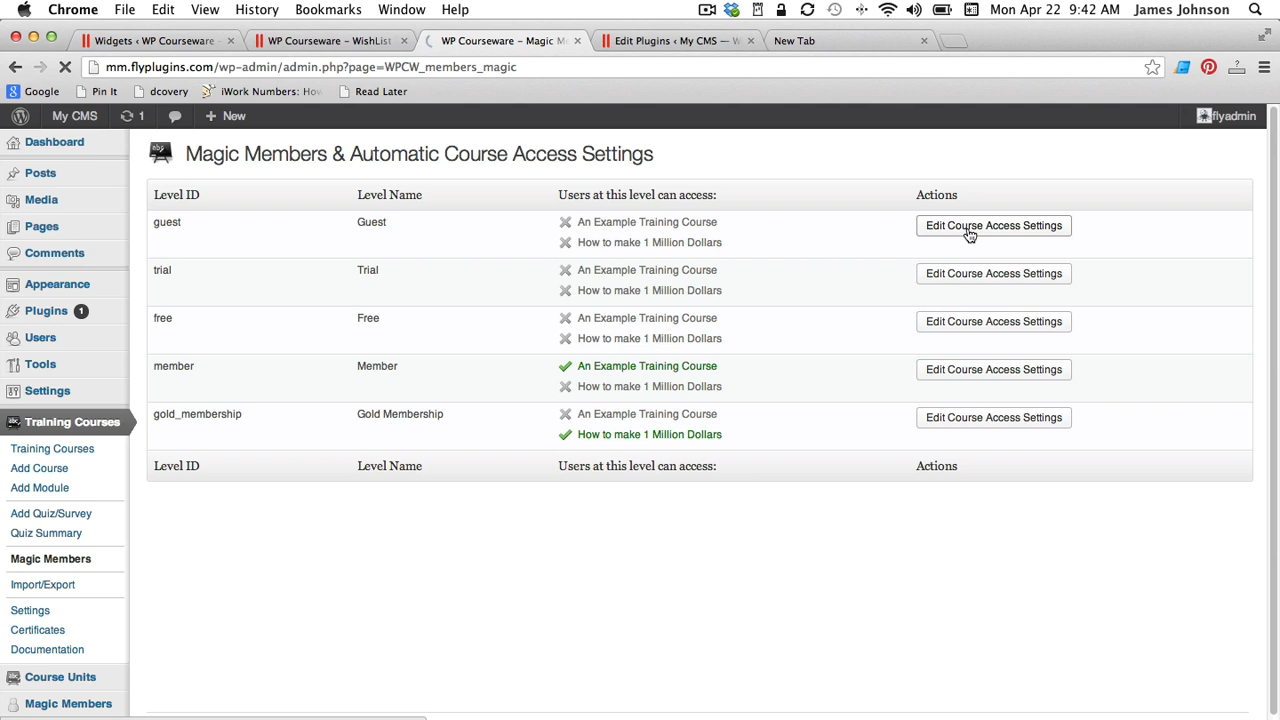 Chrome File Edit View History Bookmarks Window Help Mon Apr 22 9:42 AM James Johnson
Widgets ‹ WP Courseware WP Courseware – WishList WP Courseware – Magic M Edit Plugins ‹ My CMS — W New Tab
mm.flyplugins.com/wp-admin/admin.php?page=WPCW_members_magic
Google Pin It dcovery iWork Numbers: How Read Later
My CMS 1 + New flyadmin
Dashboard
Posts
Media
Pages
Comments
Appearance
Plugins 1
Users
Tools
Settings
Training Courses
Training Courses
Add Course
Add Module
Add Quiz/Survey
Quiz Summary
Magic Members
Import/Export
Settings
Certificates
Documentation
Course Units
Magic Members
Magic Members & Automatic Course Access Settings
Level ID Level Name Users at this level can access: Actions
guest Guest An Example Training Course Edit Course Access Settings
How to make 1 Million Dollars
trial Trial An Example Training Course Edit Course Access Settings
How to make 1 Million Dollars
free Free An Example Training Course Edit Course Access Settings
How to make 1 Million Dollars
member Member An Example Training Course Edit Course Access Settings
How to make 1 Million Dollars
gold_membership Gold Membership An Example Training Course Edit Course Access Settings
How to make 1 Million Dollars
Level ID Level Name Users at this level can access: Actions